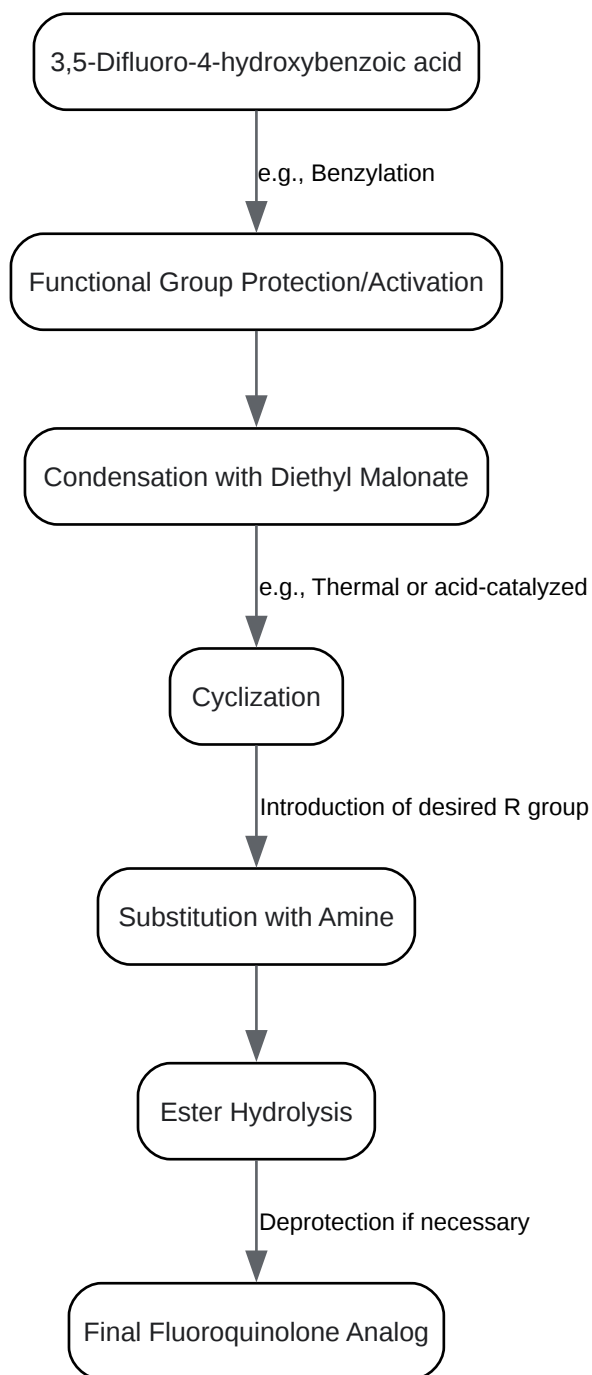 3,5-Difluoro-4-hydroxybenzoic acid
e.g., Benzylation
Functional Group Protection/Activation
Condensation with Diethyl Malonate
e.g., Thermal or acid-catalyzed
Cyclization
Introduction of desired R group
Substitution with Amine
Ester Hydrolysis
Deprotection if necessary
Final Fluoroquinolone Analog